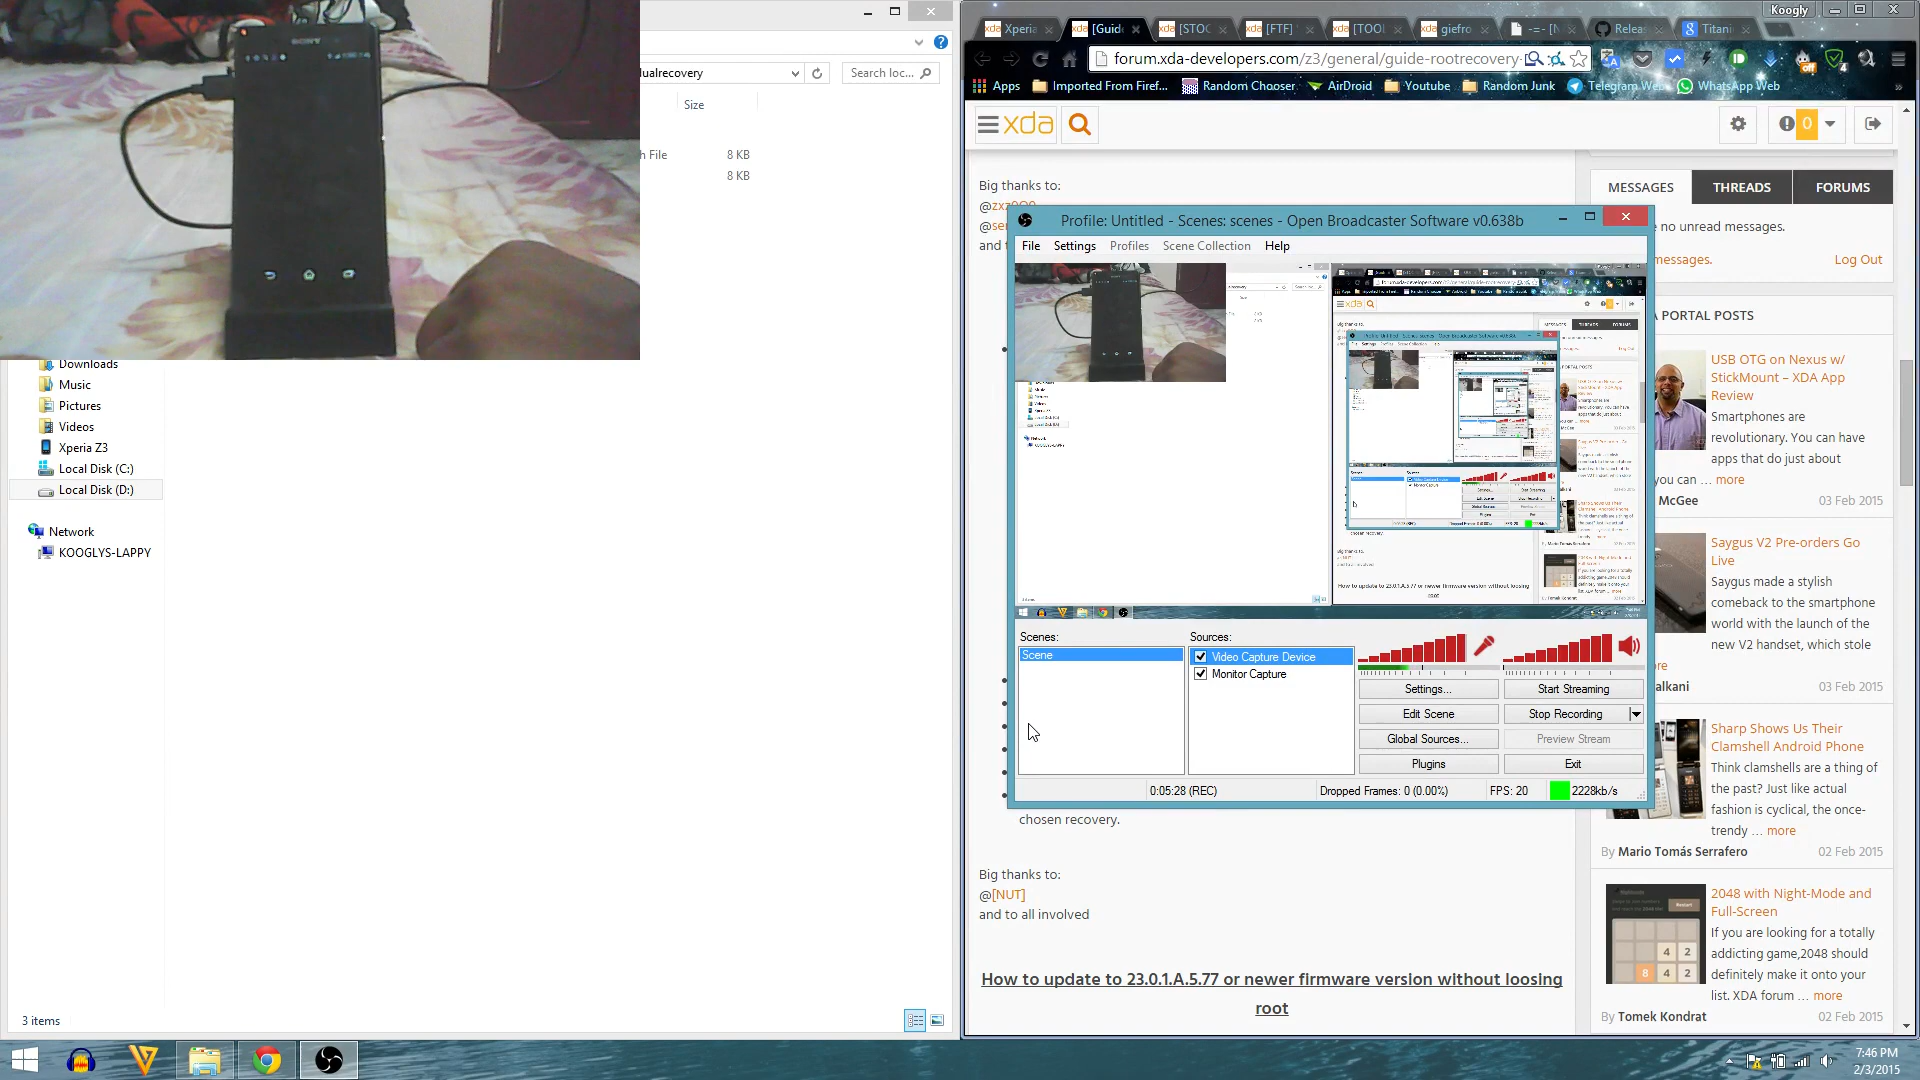 SONY
ualrecovery
Search loc...
Size
h File
8 KB
8 KB
Downloads
Music
Pictures
Videos
Xperia Z3
Local Disk (C:)
Local Disk (D:)
Network
KOOGLYS-LAPPY
3 items
Koogly
Xperia
[Guid
[STOC
[FTF]
[TOOL
giefro
-=- [N
Releas
Titani
forum.xda-developers.com/z3/general/guide-rootrecovery-
Apps
Imported From Firef...
Random Chooser
AirDroid
Youtube
Random Junk
Telegram Web
WhatsApp Web
xda
0
Big thanks to:
and t
Profile: Untitled - Scenes: scenes - Open Broadcaster Software v0.638b
File
Settings
Profiles
Scene Collection
Help
Scenes:
Scene
Sources:
Video Capture Device
Monitor Capture
Settings...
Start Streaming
Edit Scene
Stop Recording
Global Sources...
Preview Stream
Plugins
Exit
0:05:28 (REC)
Dropped Frames: 0 (0.00%)
FPS: 20
2228kb/s
chosen recovery.
Big thanks to:
@[NUT]
and to all involved
How to update to 23.0.1.A.5.77 or newer firmware version without loosing
root
MESSAGES
THREADS
FORUMS
no unread messages.
messages.
Log Out
A PORTAL POSTS
USB OTG on Nexus w/
StickMount – XDA App
Review
Smartphones are
revolutionary. You can have
apps that do just about
you can ... more
McGee
03 Feb 2015
Saygus V2 Pre-orders Go
Live
Saygus made a stylish
comeback to the smartphone
world with the launch of the
new V2 handset, which stole
ore
alkani
03 Feb 2015
Sharp Shows Us Their
Clamshell Android Phone
Think clamshells are a thing of
the past? Just like actual
fashion is cyclical, the once-
trendy ... more
By Mario Tomás Serrafero
02 Feb 2015
2048 with Night-Mode and
Full-Screen
If you are looking for a totally
addicting game,2048 should
definitely make it onto your
list. XDA forum ... more
By Tomek Kondrat
02 Feb 2015
7:46 PM
2/3/2015